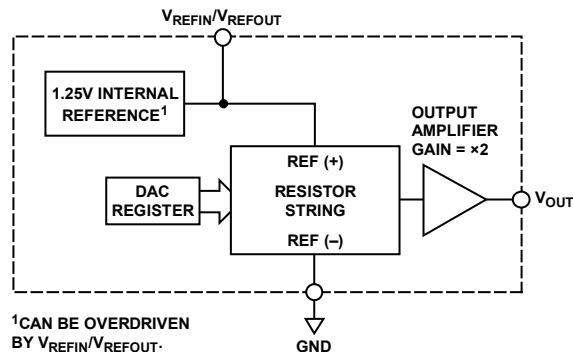 VREFIN/VREFOUT
1.25V INTERNAL
REFERENCE1
OUTPUT
AMPLIFIER
GAIN = ×2
REF (+)
DAC
REGISTER
RESISTOR
STRING
REF (–)
VOUT
GND
1CAN BE OVERDRIVEN
BY VREFIN/VREFOUT.